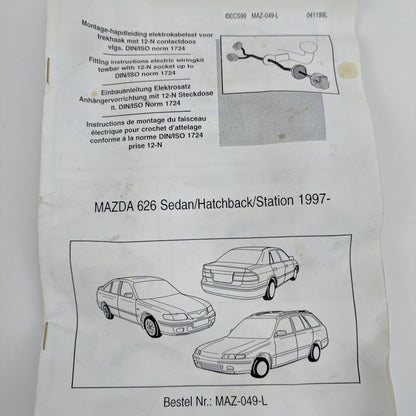 ©ECS99 MAZ-049-L 041199L
Montage-handleiding elektrokabelset voor
trekhaak met 12-N contactdoos
vlgs. DIN/ISO norm 1724
Fitting instructions electric wiringkit
towbar with 12-N socket up to
DIN/ISO norm 1724
Einbauanleitung Elektrosatz
Anhängervorrichtung mit 12-N Steckdose
lt. DIN/ISO Norm 1724
Instructions de montage du faisceau
électrique pour crochet d'attelage
conforme à la norme DIN/ISO 1724
prise 12-N
MAZDA 626 Sedan/Hatchback/Station 1997-
Bestel Nr.: MAZ-049-L